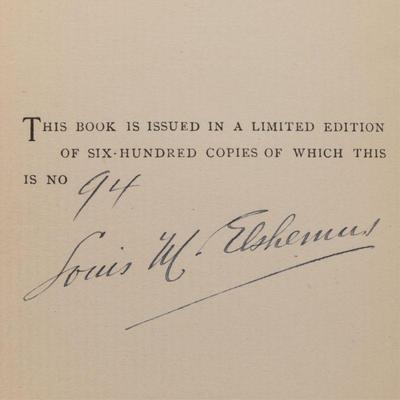 THIS BOOK IS ISSUED IN A LIMITED EDITION
OF SIX-HUNDRED COPIES OF WHICH THIS
IS NO 94
Louis M. Elshemus